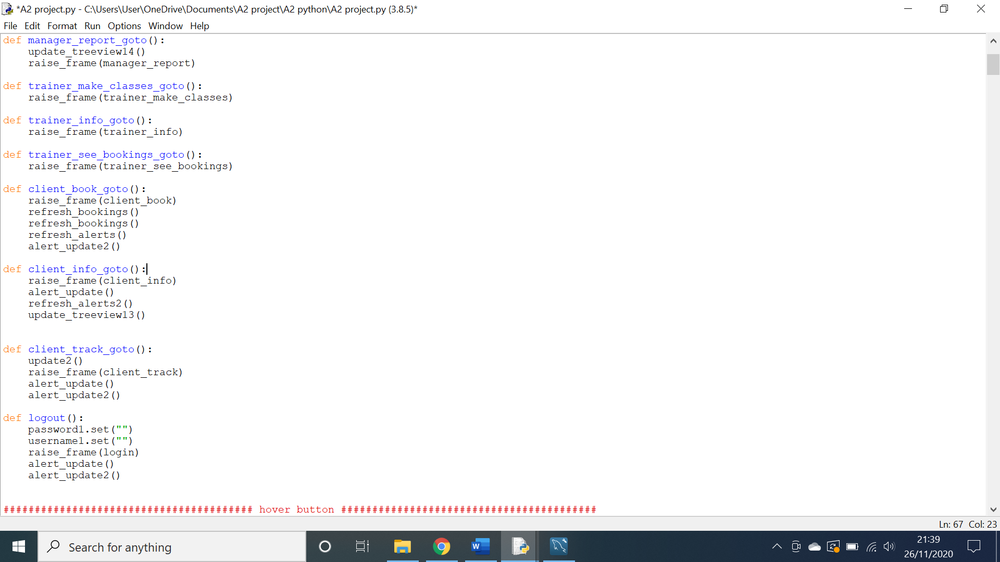 *A2 project.py - C:\Users\User\OneDrive\Documents\A2 project\A2 python\A2 project.py (3.8.5)*
File Edit Format Run Options Window Help
def manager_report_goto():
    update_treeview14()
    raise_frame(manager_report)

def trainer_make_classes_goto():
    raise_frame(trainer_make_classes)

def trainer_info_goto():
    raise_frame(trainer_info)

def trainer_see_bookings_goto():
    raise_frame(trainer_see_bookings)

def client_book_goto():
    raise_frame(client_book)
    refresh_bookings()
    refresh_bookings()
    refresh_alerts()
    alert_update2()

def client_info_goto():
    raise_frame(client_info)
    alert_update()
    refresh_alerts2()
    update_treeview13()

def client_track_goto():
    update2()
    raise_frame(client_track)
    alert_update()
    alert_update2()

def logout():
    password1.set("")
    username1.set("")
    raise_frame(login)
    alert_update()
    alert_update2()

######################################## hover button #########################################
Ln: 67 Col: 23
Search for anything
W
21:39
26/11/2020